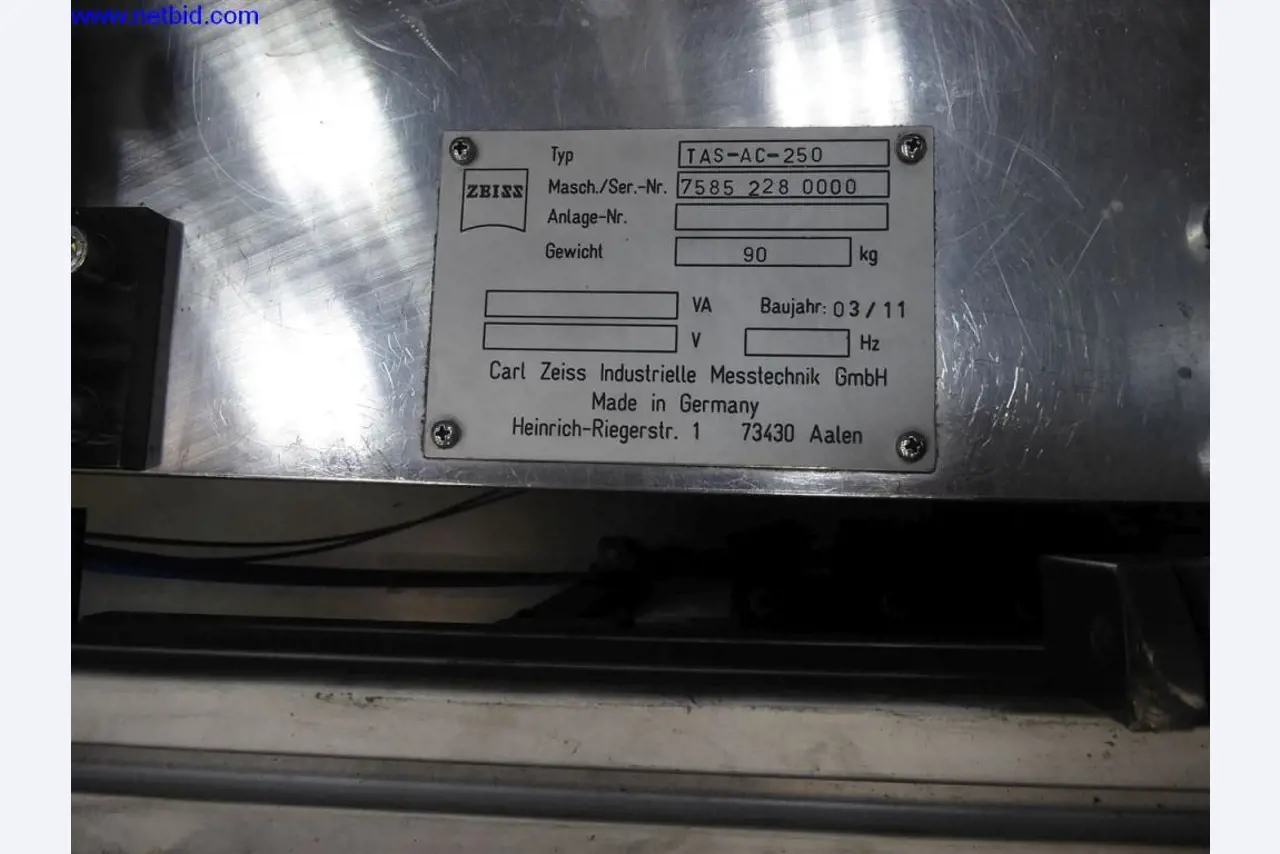 www.netbid.com
Typ TAS-AC-250
ZEISS
Masch./Ser.-Nr. 7585 228 0000
Anlage-Nr.
Gewicht 90 kg
VA Baujahr: 03/11
V Hz
Carl Zeiss Industrielle Messtechnik GmbH
Made in Germany
Heinrich-Riegerstr. 1 73430 Aalen